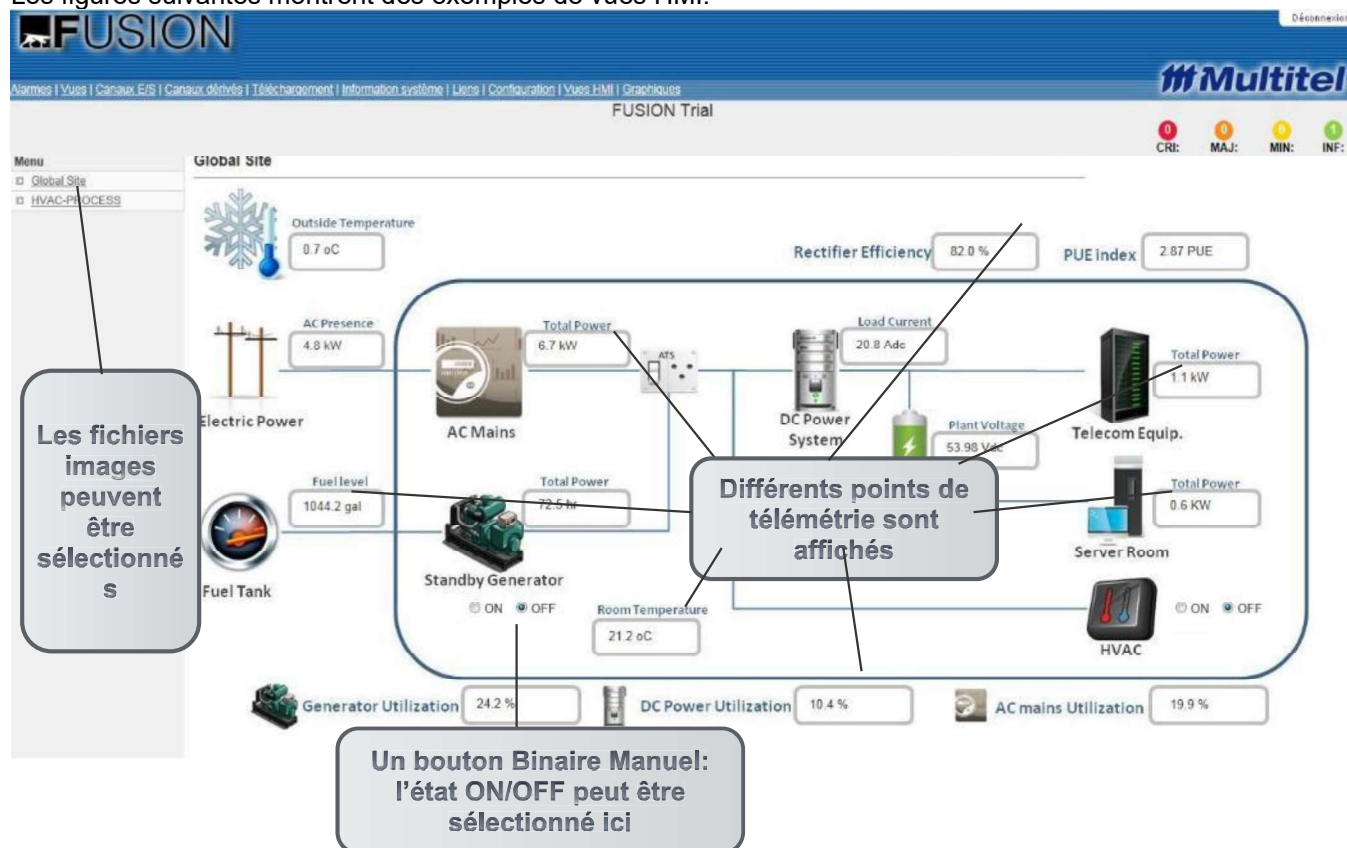 Les figures suivantes montrent des exemples de vues HMI.
FUSION
Déconnexion
Multitel
Alarmes | Vues | Canaux E/S | Canaux dérivés | Téléchargement | Information système | Liens | Configuration | Vues HMI | Graphiques
FUSION Trial
0 0 0 1
CRI: MAJ: MIN: INF:
Menu
Global Site
HVAC-PROCESS
Global Site
Outside Temperature
0.7 oC
Rectifier Efficiency 82.0 %
PUE index 2.87 PUE
AC Presence
4.8 kW
Electric Power
Total Power
6.7 kW
AC Mains
ATS
Load Current
20.8 Adc
DC Power
System
Plant Voltage
53.98 Vdc
Total Power
1.1 kW
Telecom Equip.
Les fichiers
images
peuvent
être
sélectionné
s
Fuel level
1044.2 gal
Fuel Tank
Total Power
72.5 hr
Standby Generator
ON OFF
Différents points de
télémétrie sont
affichés
Total Power
0.6 KW
Server Room
Room Temperature
21.2 oC
ON OFF
HVAC
Generator Utilization 24.2 %
DC Power Utilization 10.4 %
AC mains Utilization 19.9 %
Un bouton Binaire Manuel:
l'état ON/OFF peut être
sélectionné ici